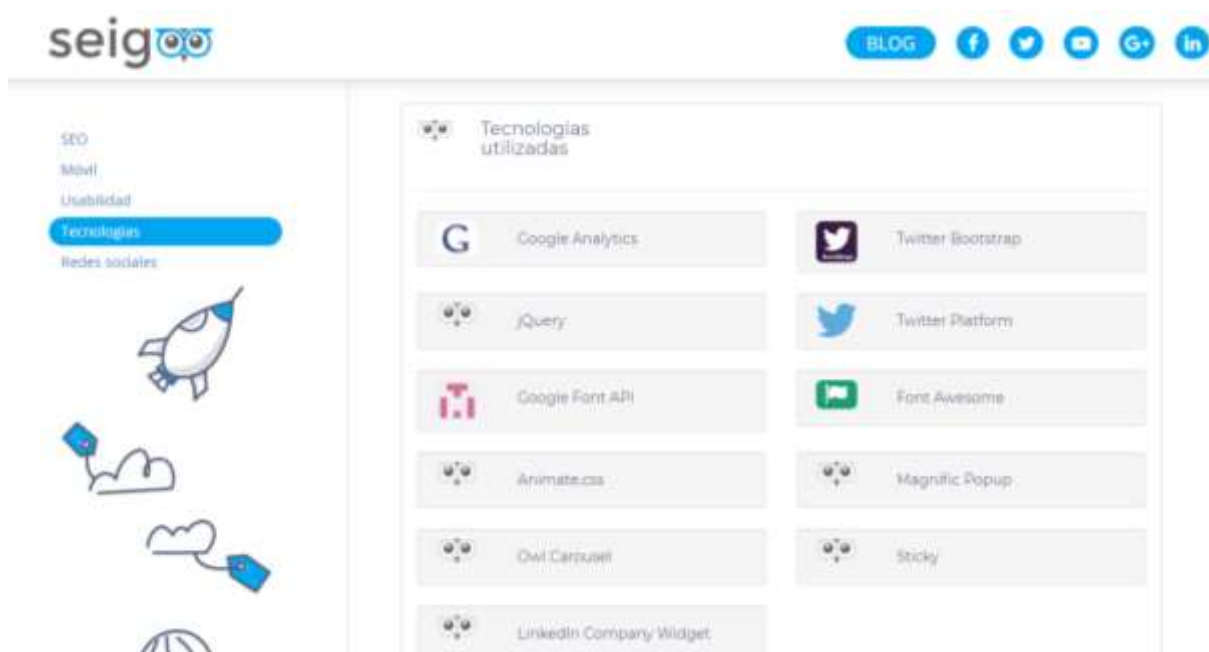 seigoo
BLOG
SEO
Móvil
Usabilidad
Tecnologías
Redes sociales
Tecnologías
utilizadas
Google Analytics
Twitter Bootstrap
jQuery
Twitter Platform
Google Font API
Font Awesome
Animate.css
Magnific Popup
Owl Carousel
Sticky
LinkedIn Company Widget